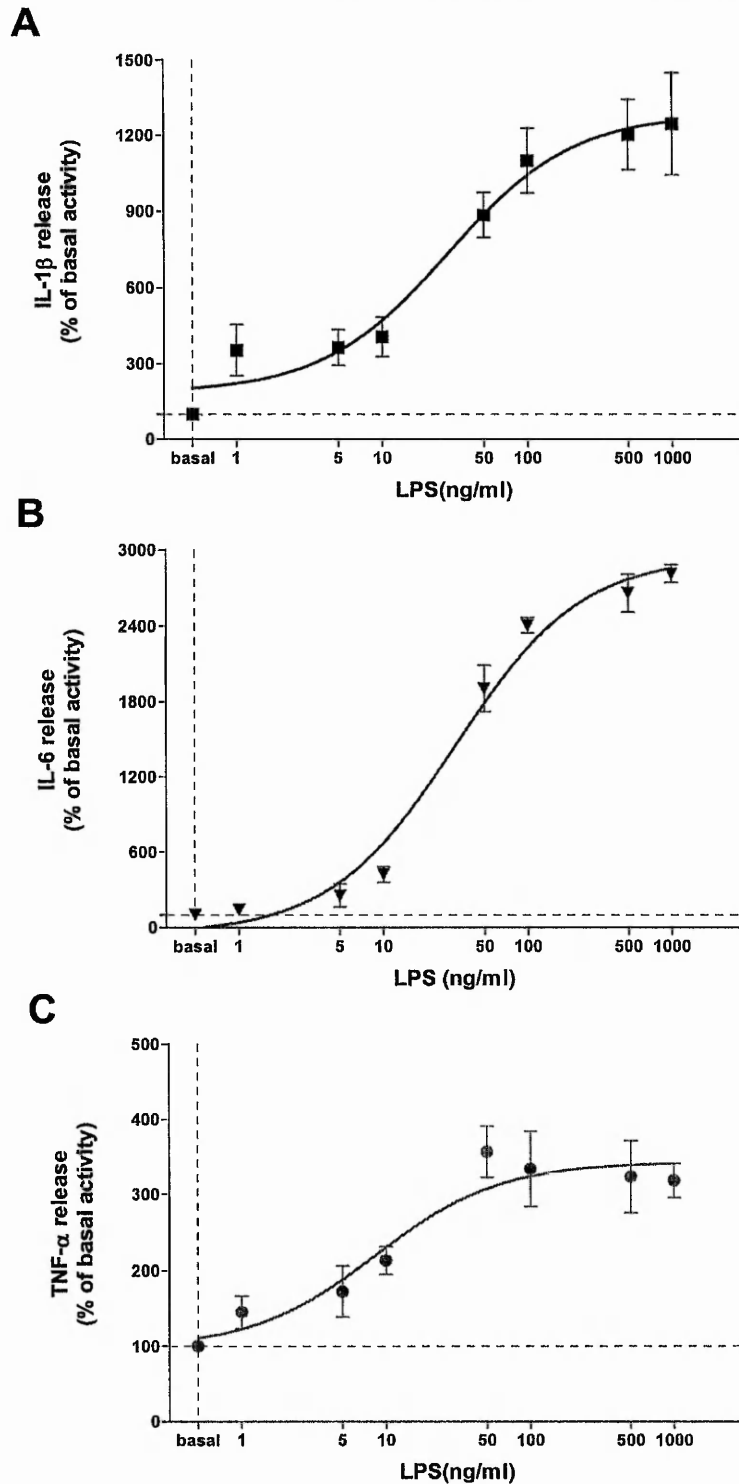 A
IL-1β release
(% of basal activity)
1500
1200
900
600
300
0
basal 1 5 10 50 100 500 1000
LPS(ng/ml)
B
IL-6 release
(% of basal activity)
3000
2400
1800
1200
600
0
basal 1 5 10 50 100 500 1000
LPS (ng/ml)
C
TNF-α release
(% of basal activity)
500
400
300
200
100
0
basal 1 5 10 50 100 500 1000
LPS(ng/ml)